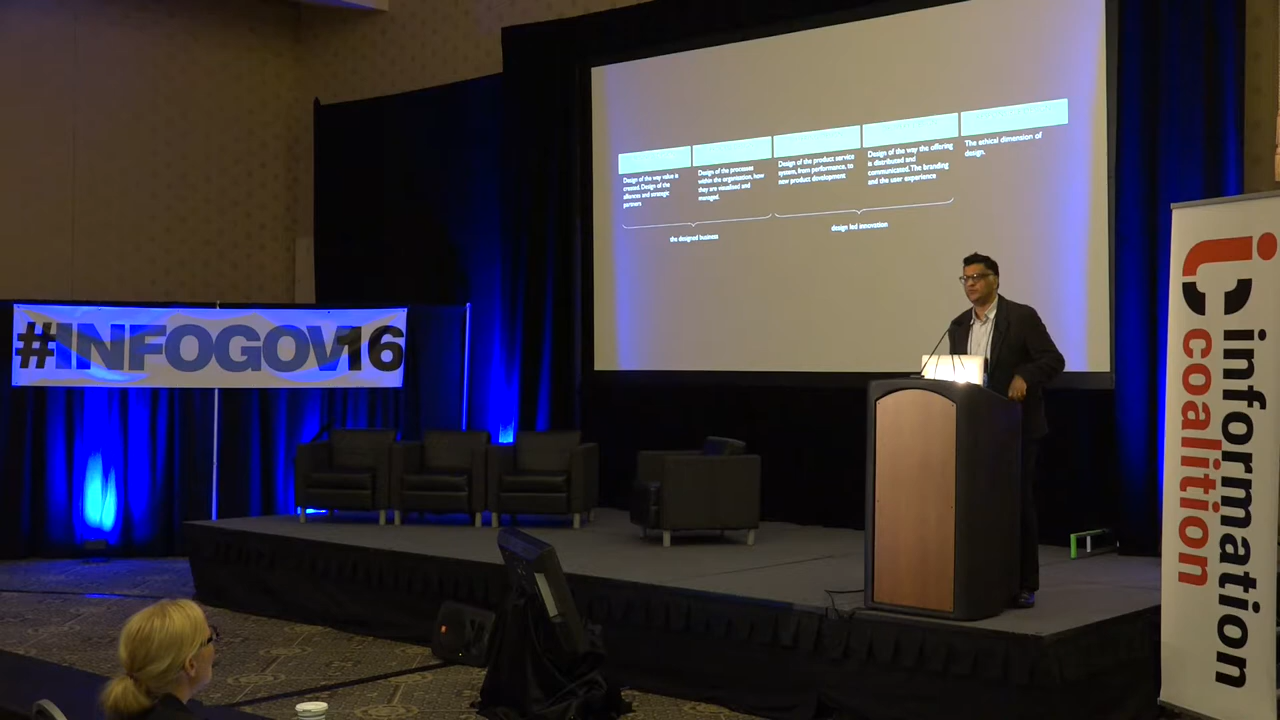 Design of the way value is
created. Design of the
alliances and strategic
partners
Design of the processes
within the organisation, how
they are visualised and
managed.
Design of the product service
system, from performance, to
new product development
Design of the way the offering
is distributed and
communicated. The branding
and the user experience
The ethical dimension of
design.
the designed business
design led innovation
#INFOGOV16
information
coalition